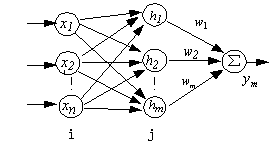 x1 h1 w1
x2 h2 w2 Σ
wm ym
xn hm
i j